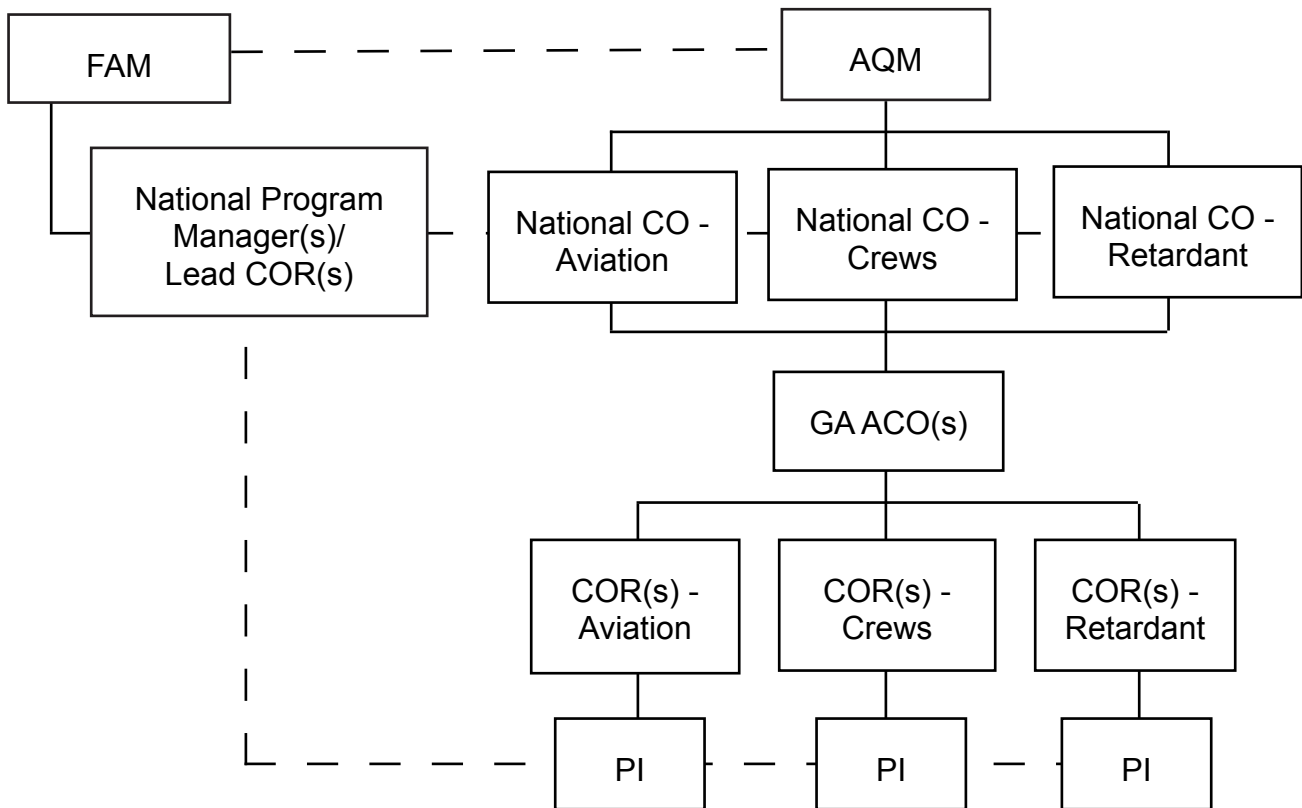 FAM
AQM
National Program
Manager(s)/
Lead COR(s)
National CO -
Aviation
National CO -
Crews
National CO -
Retardant
GA ACO(s)
COR(s) -
Aviation
COR(s) -
Crews
COR(s) -
Retardant
PI
PI
PI